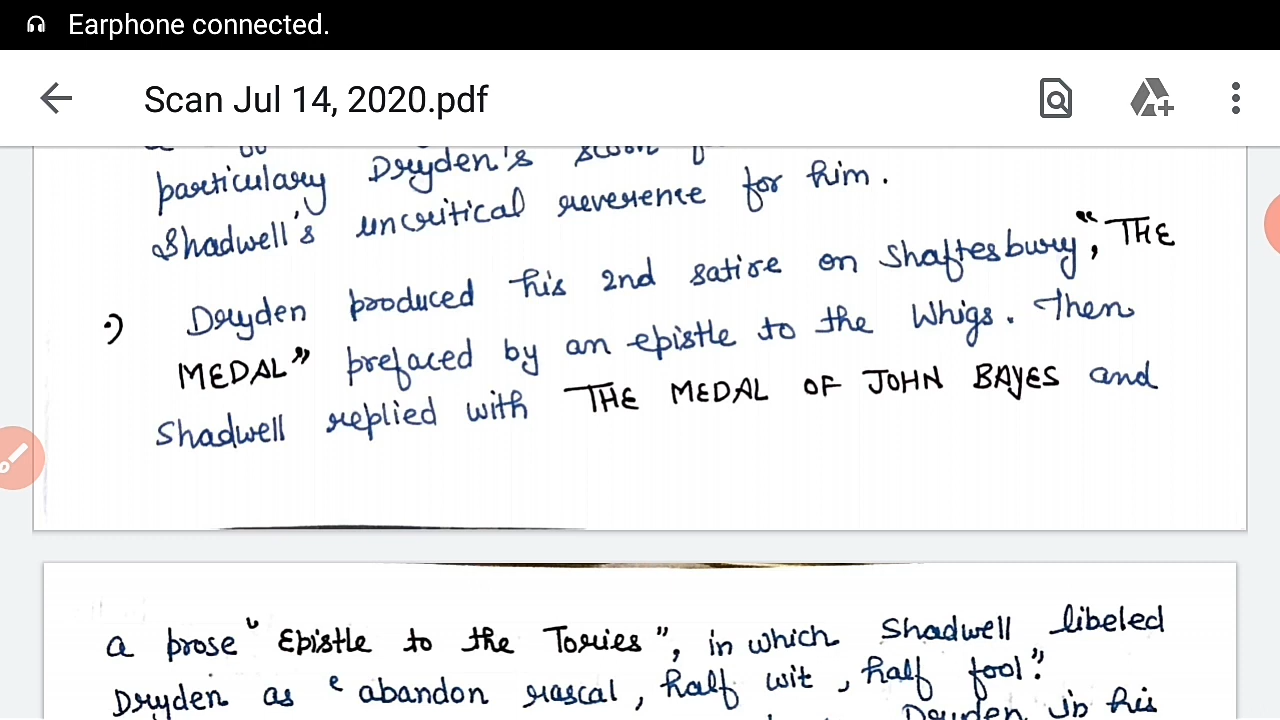 Earphone connected.
Scan Jul 14, 2020.pdf
particulary Dryden's
Shadwell's uncritical reverence for him.
Dryden produced his 2nd satire on Shaftesbury, "THE
MEDAL" prefaced by an epistle to the Whigs. Then
Shadwell replied with THE MEDAL OF JOHN BAYES and
a prose "Epistle to the Tories", in which Shadwell libeled
Dryden as "abandon rascal, half wit, half fool".
Dryden in his